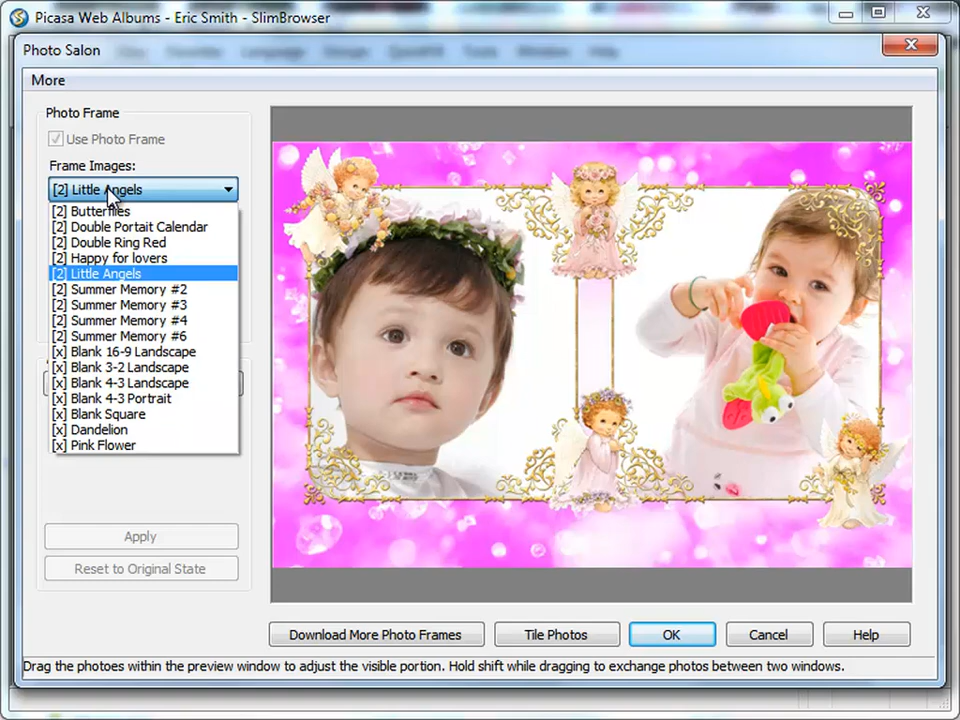 Picasa Web Albums - Eric Smith - SlimBrowser
Photo Salon
More
Photo Frame
Use Photo Frame
Frame Images:
[2] Little Angels
[2] Butterflies
[2] Double Portait Calendar
[2] Double Ring Red
[2] Happy for lovers
[2] Little Angels
[2] Summer Memory #2
[2] Summer Memory #3
[2] Summer Memory #4
[2] Summer Memory #6
[x] Blank 16-9 Landscape
[x] Blank 3-2 Landscape
[x] Blank 4-3 Landscape
[x] Blank 4-3 Portrait
[x] Blank Square
[x] Dandelion
[x] Pink Flower
Apply
Reset to Original State
Download More Photo Frames
Tile Photos
OK
Cancel
Help
Drag the photoes within the preview window to adjust the visible portion. Hold shift while dragging to exchange photos between two windows.